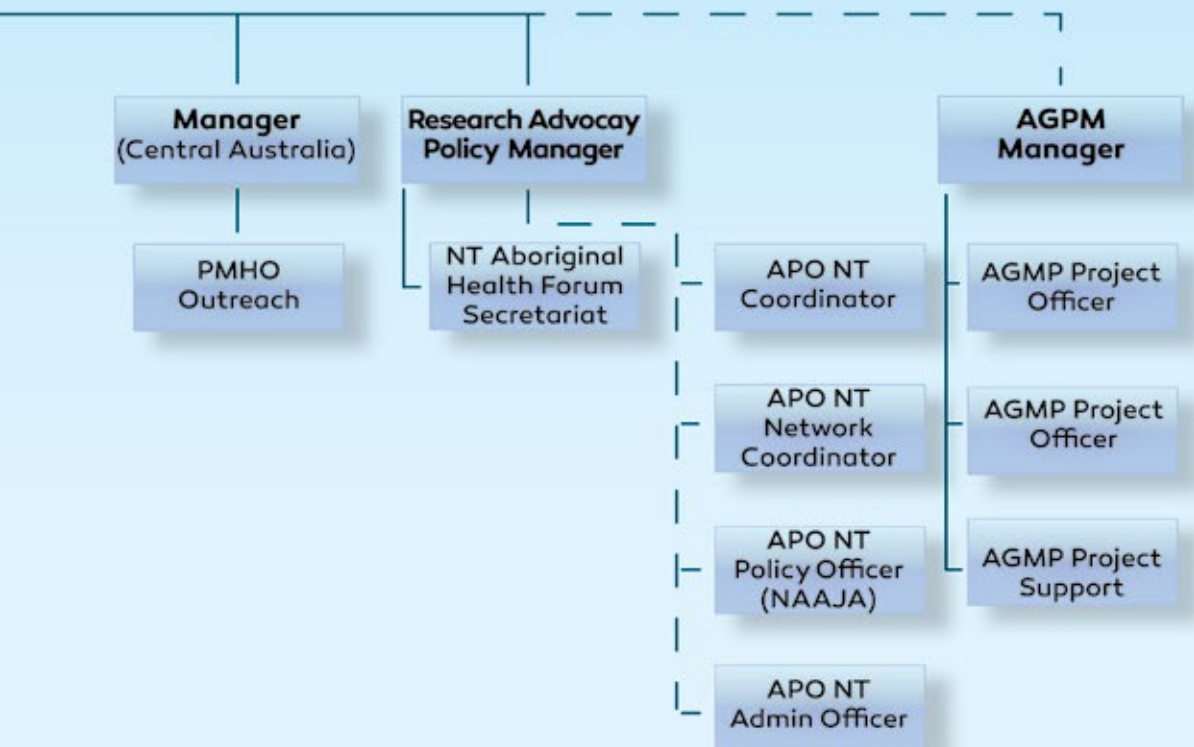 Manager
(Central Australia)
Research Advocay
Policy Manager
AGPM
Manager
PMHO
Outreach
NT Aboriginal
Health Forum
Secretariat
APO NT
Coordinator
AGMP Project
Officer
APO NT
Network
Coordinator
AGMP Project
Officer
APO NT
Policy Officer
(NAAJA)
AGMP Project
Support
APO NT
Admin Officer